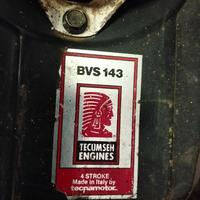 BVS 143
TECUMSEH
ENGINES
4 STROKE
Made in Italy by
tecnamotor